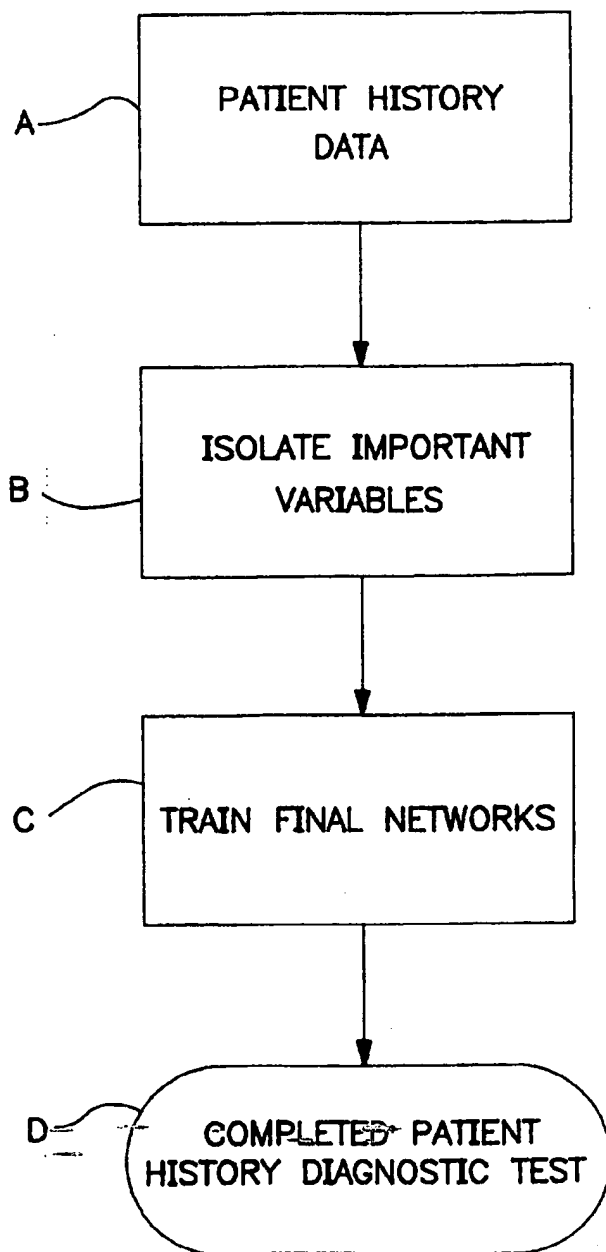 A
PATIENT HISTORY
DATA
B
ISOLATE IMPORTANT
VARIABLES
C
TRAIN FINAL NETWORKS
D
COMPLETED PATIENT
HISTORY DIAGNOSTIC TEST